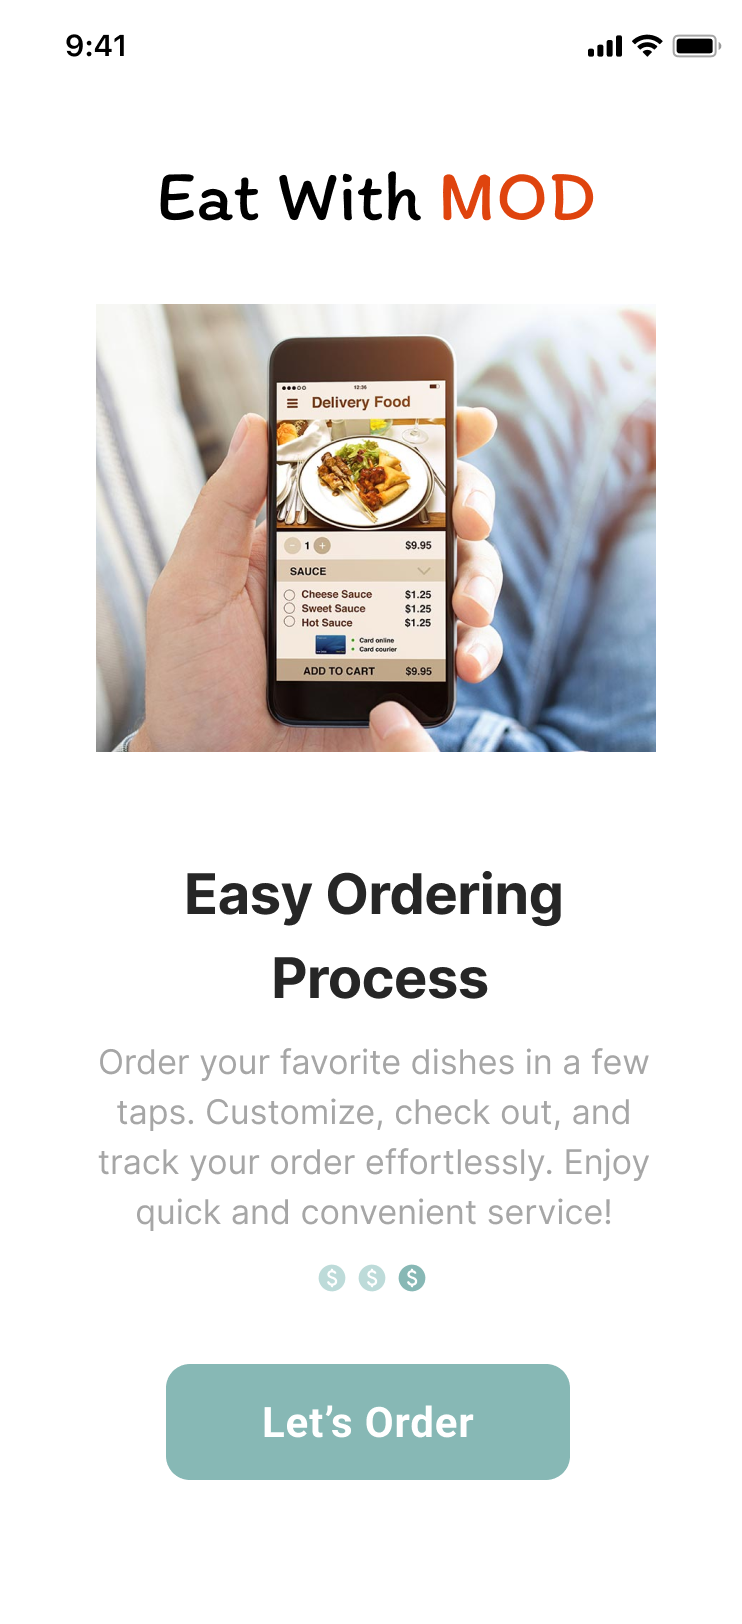 9:41
Eat With MOD
12:36
Delivery Food
- 1 + $9.95
SAUCE
Cheese Sauce $1.25
Sweet Sauce $1.25
Hot Sauce $1.25
Card online
Card courier
ADD TO CART $9.95
Easy Ordering
Process
Order your favorite dishes in a few
taps. Customize, check out, and
track your order effortlessly. Enjoy
quick and convenient service!
$ $ $
Let’s Order